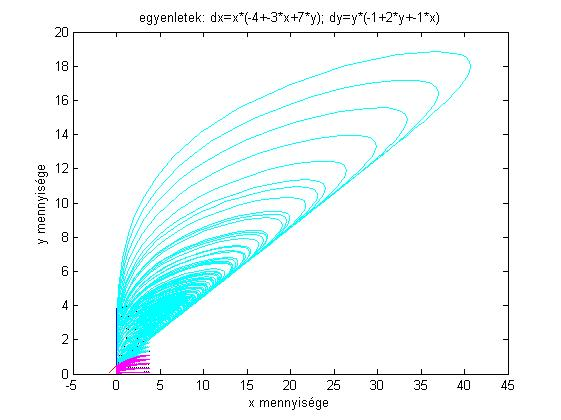 egyenletek: dx=x*(-4+-3*x+7*y); dy=y*(-1+2*y+-1*x)
20
18
16
14
12
10
8
6
4
2
0
y mennyisége
-5 0 5 10 15 20 25 30 35 40 45
x mennyisége